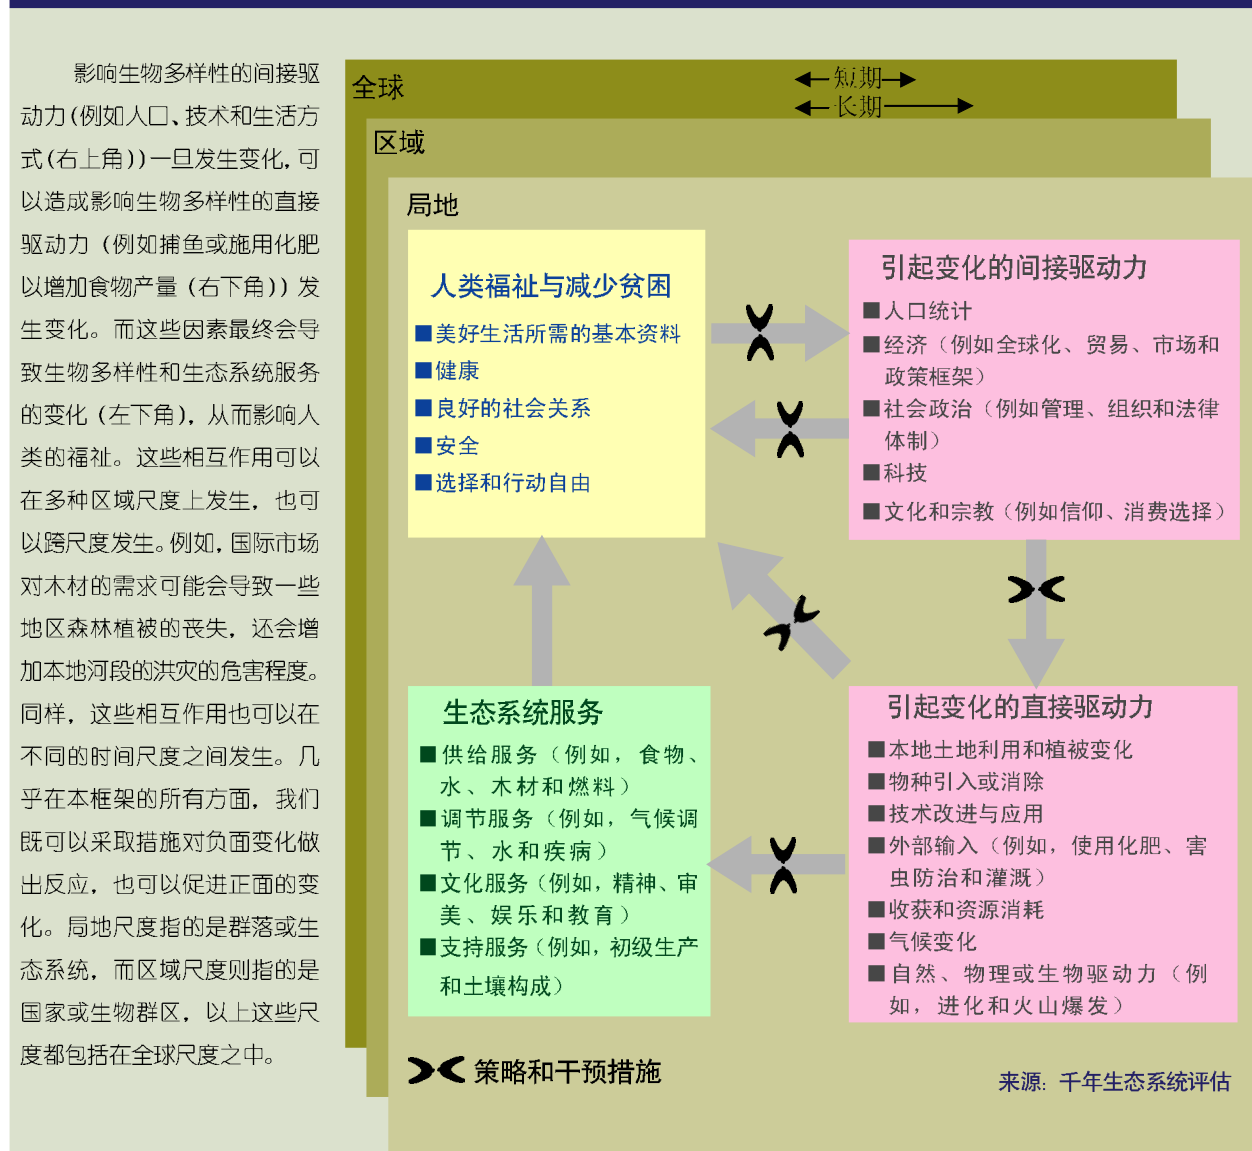 影响生物多样性的间接驱
动力(例如人口、技术和生活方
式(右上角))一旦发生变化,可
以造成影响生物多样性的直接
驱动力(例如捕鱼或施用化肥
以增加食物产量(右下角))发
生变化。而这些因素最终会导
致生物多样性和生态系统服务
的变化(左下角),从而影响人
类的福祉。这些相互作用可以
在多种区域尺度上发生,也可
以跨尺度发生。例如,国际市场
对木材的需求可能会导致一些
地区森林植被的丧失,还会增
加本地河段的洪灾的危害程度。
同样,这些相互作用也可以在
不同的时间尺度之间发生。几
乎在本框架的所有方面,我们
既可以采取措施对负面变化做
出反应,也可以促进正面的变
化。局地尺度指的是群落或生
态系统,而区域尺度则指的是
国家或生物群区,以上这些尺
度都包括在全球尺度之中。
全球
短期
长期
区域
局地
人类福祉与减少贫困
■美好生活所需的基本资料
■健康
■良好的社会关系
■安全
■选择和行动自由
引起变化的间接驱动力
■人口统计
■经济(例如全球化、贸易、市场和
政策框架)
■社会政治(例如管理、组织和法律
体制)
■科技
■文化和宗教(例如信仰、消费选择)
生态系统服务
■供给服务(例如,食物、
水、木材和燃料)
■调节服务(例如,气候调
节、水和疾病)
■文化服务(例如,精神、审
美、娱乐和教育)
■支持服务(例如,初级生产
和土壤构成)
引起变化的直接驱动力
■本地土地利用和植被变化
■物种引入或消除
■技术改进与应用
■外部输入(例如,使用化肥、害
虫防治和灌溉)
■收获和资源消耗
■气候变化
■自然、物理或生物驱动力(例
如,进化和火山爆发)
策略和干预措施
来源:千年生态系统评估